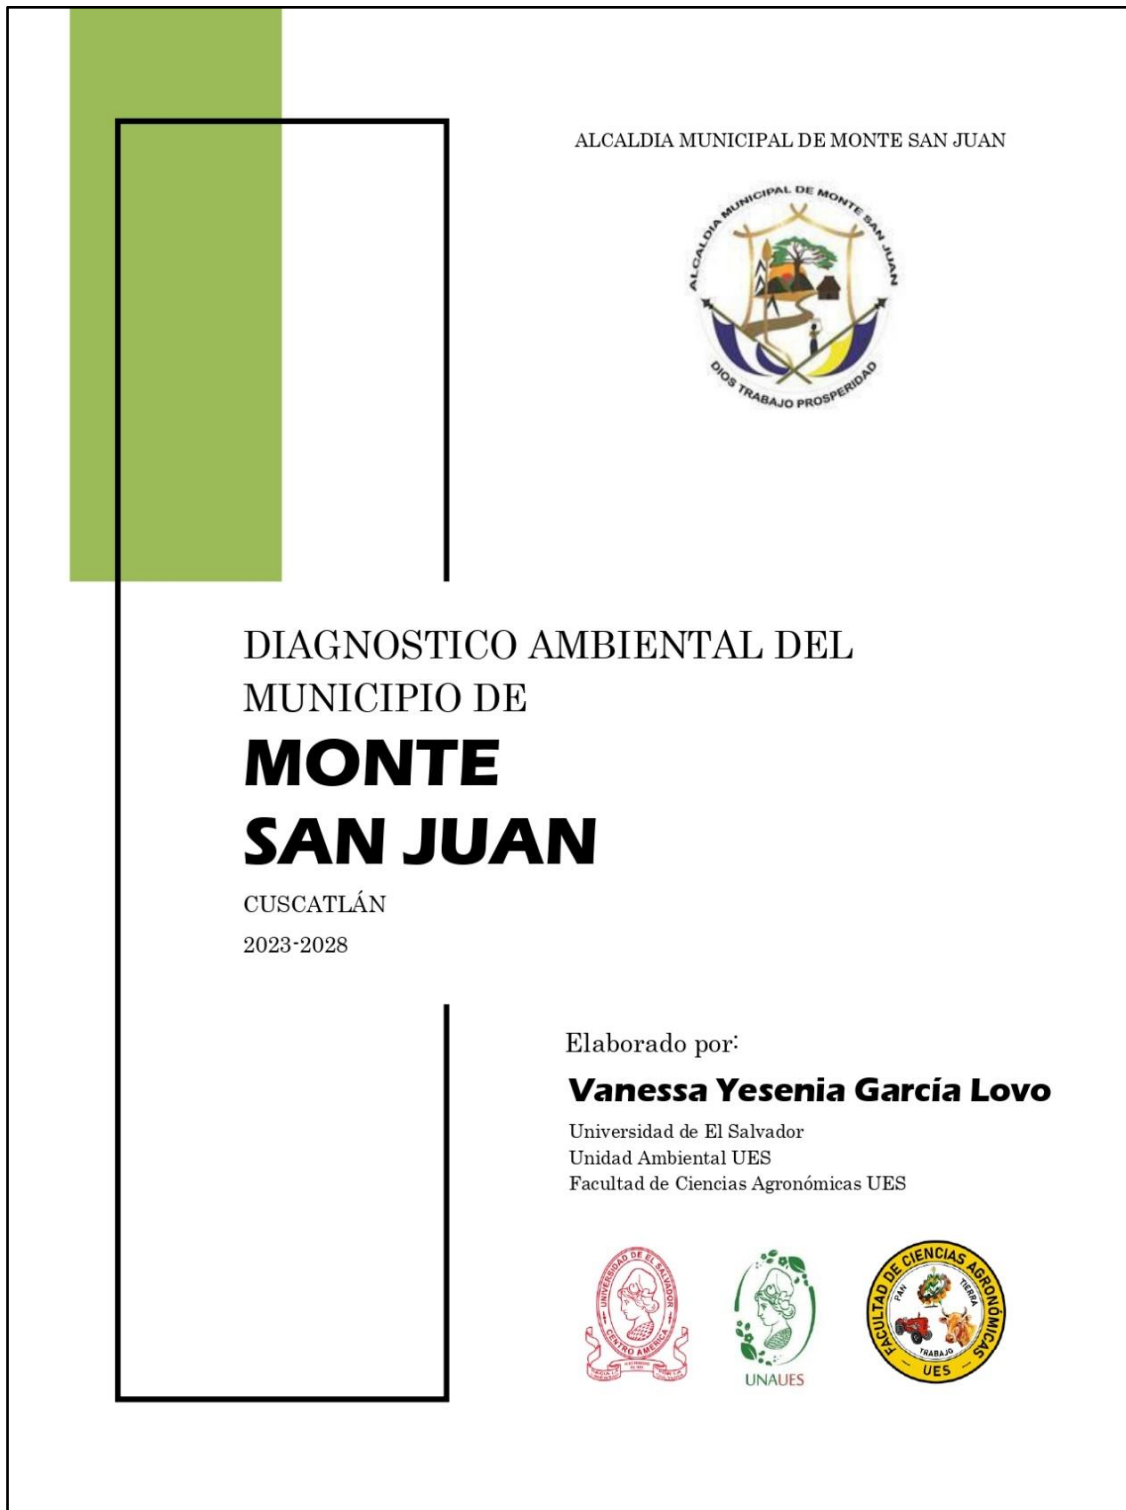 ALCALDIA MUNICIPAL DE MONTE SAN JUAN
ALCALDIA MUNICIPAL DE MONTE SAN JUAN
DIOS TRABAJO PROSPERIDAD
DIAGNOSTICO AMBIENTAL DEL
MUNICIPIO DE
MONTE
SAN JUAN
CUSCATLÁN
2023-2028
Elaborado por:
Vanessa Yesenia García Lovo
Universidad de El Salvador
Unidad Ambiental UES
Facultad de Ciencias Agronómicas UES
UNIVERSIDAD DE EL SALVADOR
CENTRO AMERICA
UNAUES
FACULTAD DE CIENCIAS AGRONÓMICAS
PAN
TIERRA
TRABAJO
UES